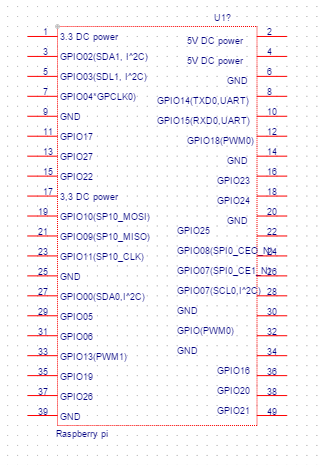 U1?
1 3.3 DC power 5V DC power 2
3 GPIO02(SDA1, I^2C) 5V DC power 4
5 GPIO03(SDL1, I^2C) GND 6
7 GPIO04*GPCLK0) GPIO14(TXD0,UART) 8
9 GND GPIO15(RXD0,UART) 10
11 GPIO17 GPIO18(PWM0) 12
13 GPIO27 GND 14
15 GPIO22 GPIO23 16
17 3,3 DC power GPIO24 18
19 GPIO10(SP10_MOSI) GND 20
21 GPIO09(SP10_MISO) GPIO25 22
23 GPIO11(SP10_CLK) GPIO08(SPI0_CEO_N) 24
25 GND GPIO07(SPI0_CE1_N) 26
27 GPIO00(SDA0,I^2C) GPIO07(SCL0,I^2C) 28
29 GPIO05 GND 30
31 GPIO06 GPIO(PWM0) 32
33 GPIO13(PWM1) GND 34
35 GPIO19 GPIO16 36
37 GPIO26 GPIO20 38
39 GND GPIO21 49
Raspberry pi